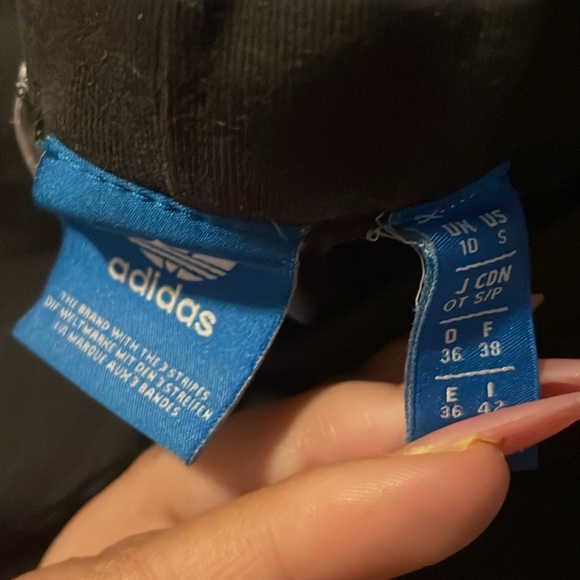 adidas
THE BRAND WITH THE 3 STRIPES
DIE WELTMARKE MIT DEN 3 STREIFEN
LA MARQUE AUX 3 BANDES.
UK US
10 S
J CDN
OT S/P
D F
36 38
E I
36 42